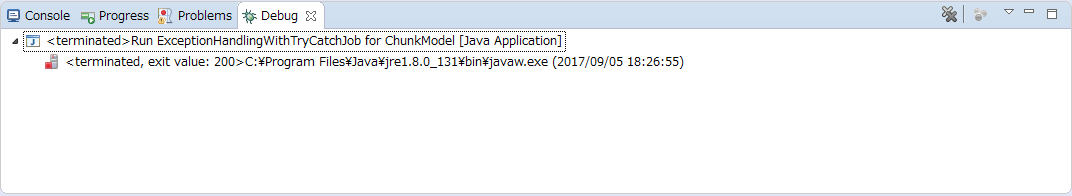 Console Progress Problems Debug
<terminated>Run ExceptionHandlingWithTryCatchJob for ChunkModel [Java Application]
<terminated, exit value: 200>C:¥Program Files¥Java¥jre1.8.0_131¥bin¥javaw.exe (2017/09/05 18:26:55)